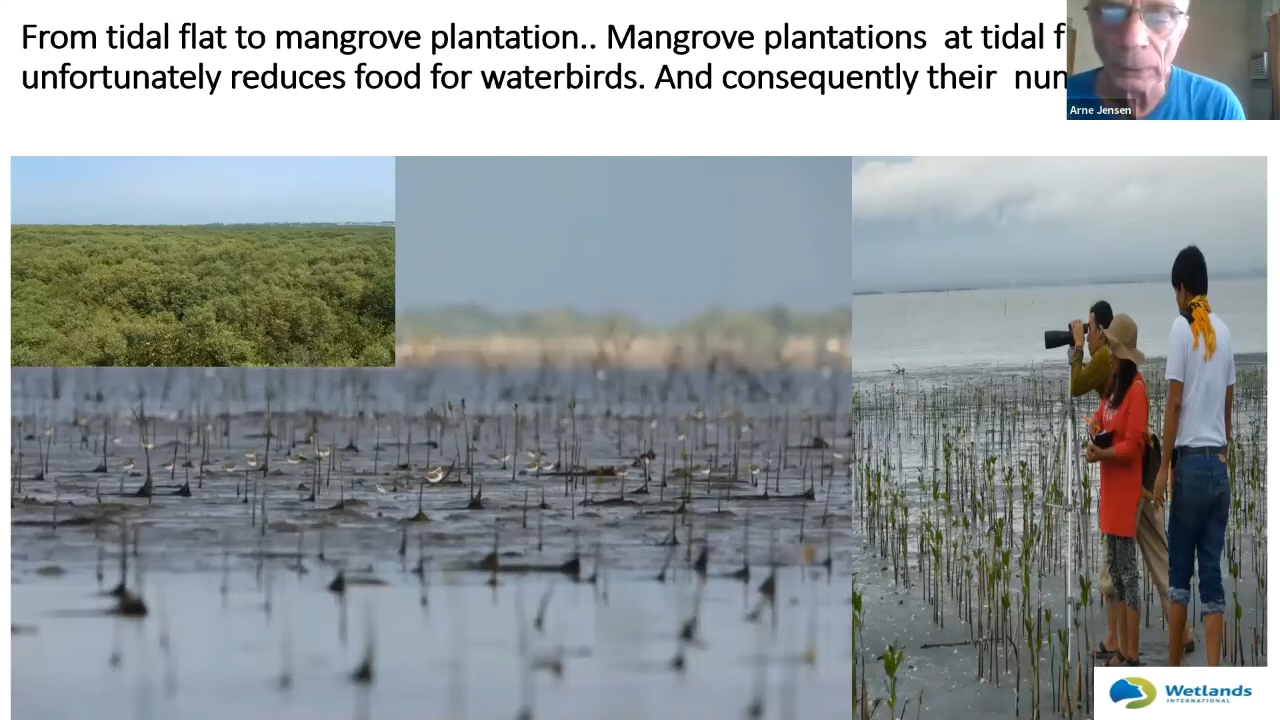 From tidal flat to mangrove plantation.. Mangrove plantations at tidal
unfortunately reduces food for waterbirds. And consequently their
Arne Jensen
Wetlands
INTERNATIONAL